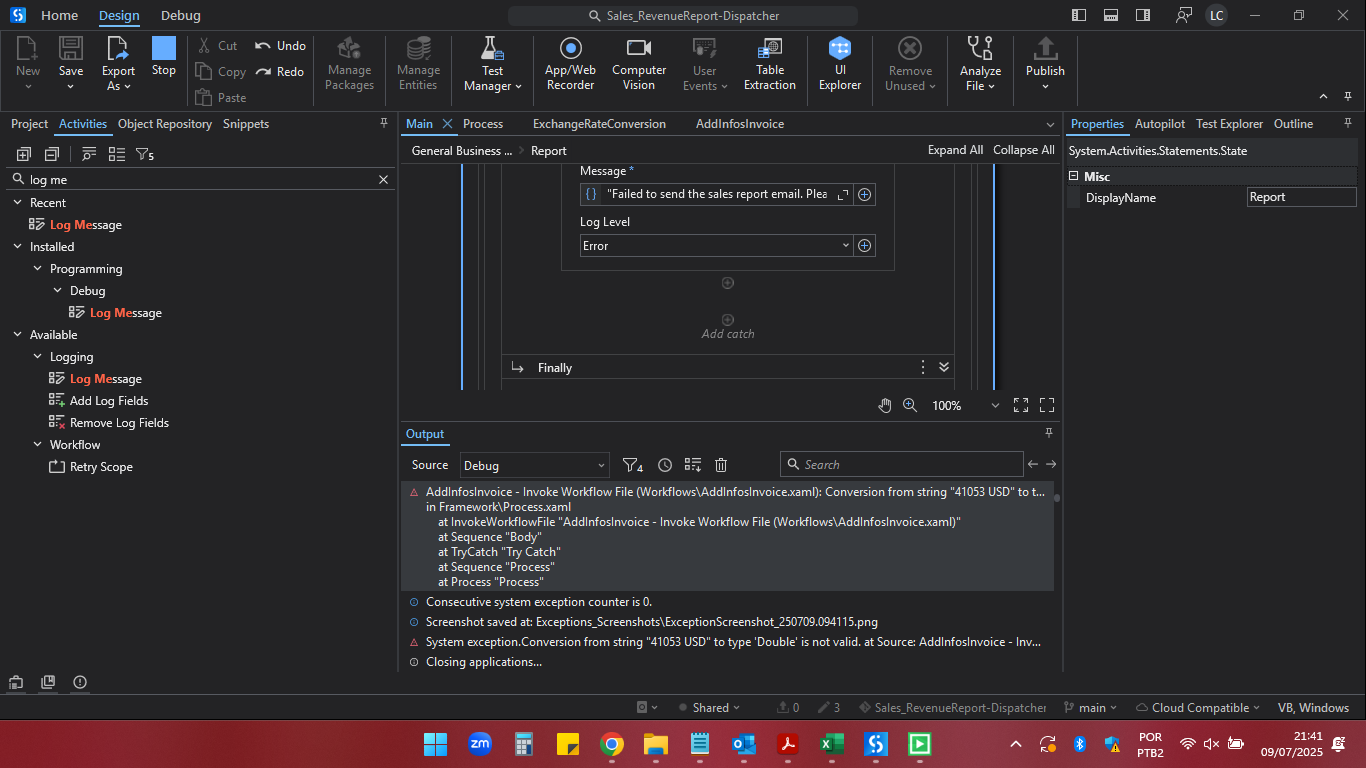 Home
Design
Debug
Sales_RevenueReport-Dispatcher
LC
New
Save
Export As
Stop
Cut
Copy
Paste
Undo
Redo
Manage Packages
Manage Entities
Test Manager
App/Web Recorder
Computer Vision
User Events
Table Extraction
UI Explorer
Remove Unused
Analyze File
Publish
Project
Activities
Object Repository
Snippets
5
log me
Recent
Log Message
Installed
Programming
Debug
Log Message
Available
Logging
Log Message
Add Log Fields
Remove Log Fields
Workflow
Retry Scope
Main
Process
ExchangeRateConversion
AddInfosInvoice
General Business ...
Report
Expand All
Collapse All
Message *
{} "Failed to send the sales report email. Plea
Log Level
Error
Add catch
Finally
100%
Output
Source
Debug
4
Search
AddInfosInvoice - Invoke Workflow File (Workflows\AddInfosInvoice.xaml): Conversion from string "41053 USD" to t...
in Framework\Process.xaml
at InvokeWorkflowFile "AddInfosInvoice - Invoke Workflow File (Workflows\AddInfosInvoice.xaml)"
at Sequence "Body"
at TryCatch "Try Catch"
at Sequence "Process"
at Process "Process"
Consecutive system exception counter is 0.
Screenshot saved at: Exceptions_Screenshots\ExceptionScreenshot_250709.094115.png
System exception.Conversion from string "41053 USD" to type 'Double' is not valid. at Source: AddInfosInvoice - Inv...
Closing applications...
Properties
Autopilot
Test Explorer
Outline
System.Activities.Statements.State
Misc
DisplayName
Report
Shared
0
3
Sales_RevenueReport-Dispatcher
main
Cloud Compatible
VB, Windows
zm
POR
PTB2
21:41
09/07/2025